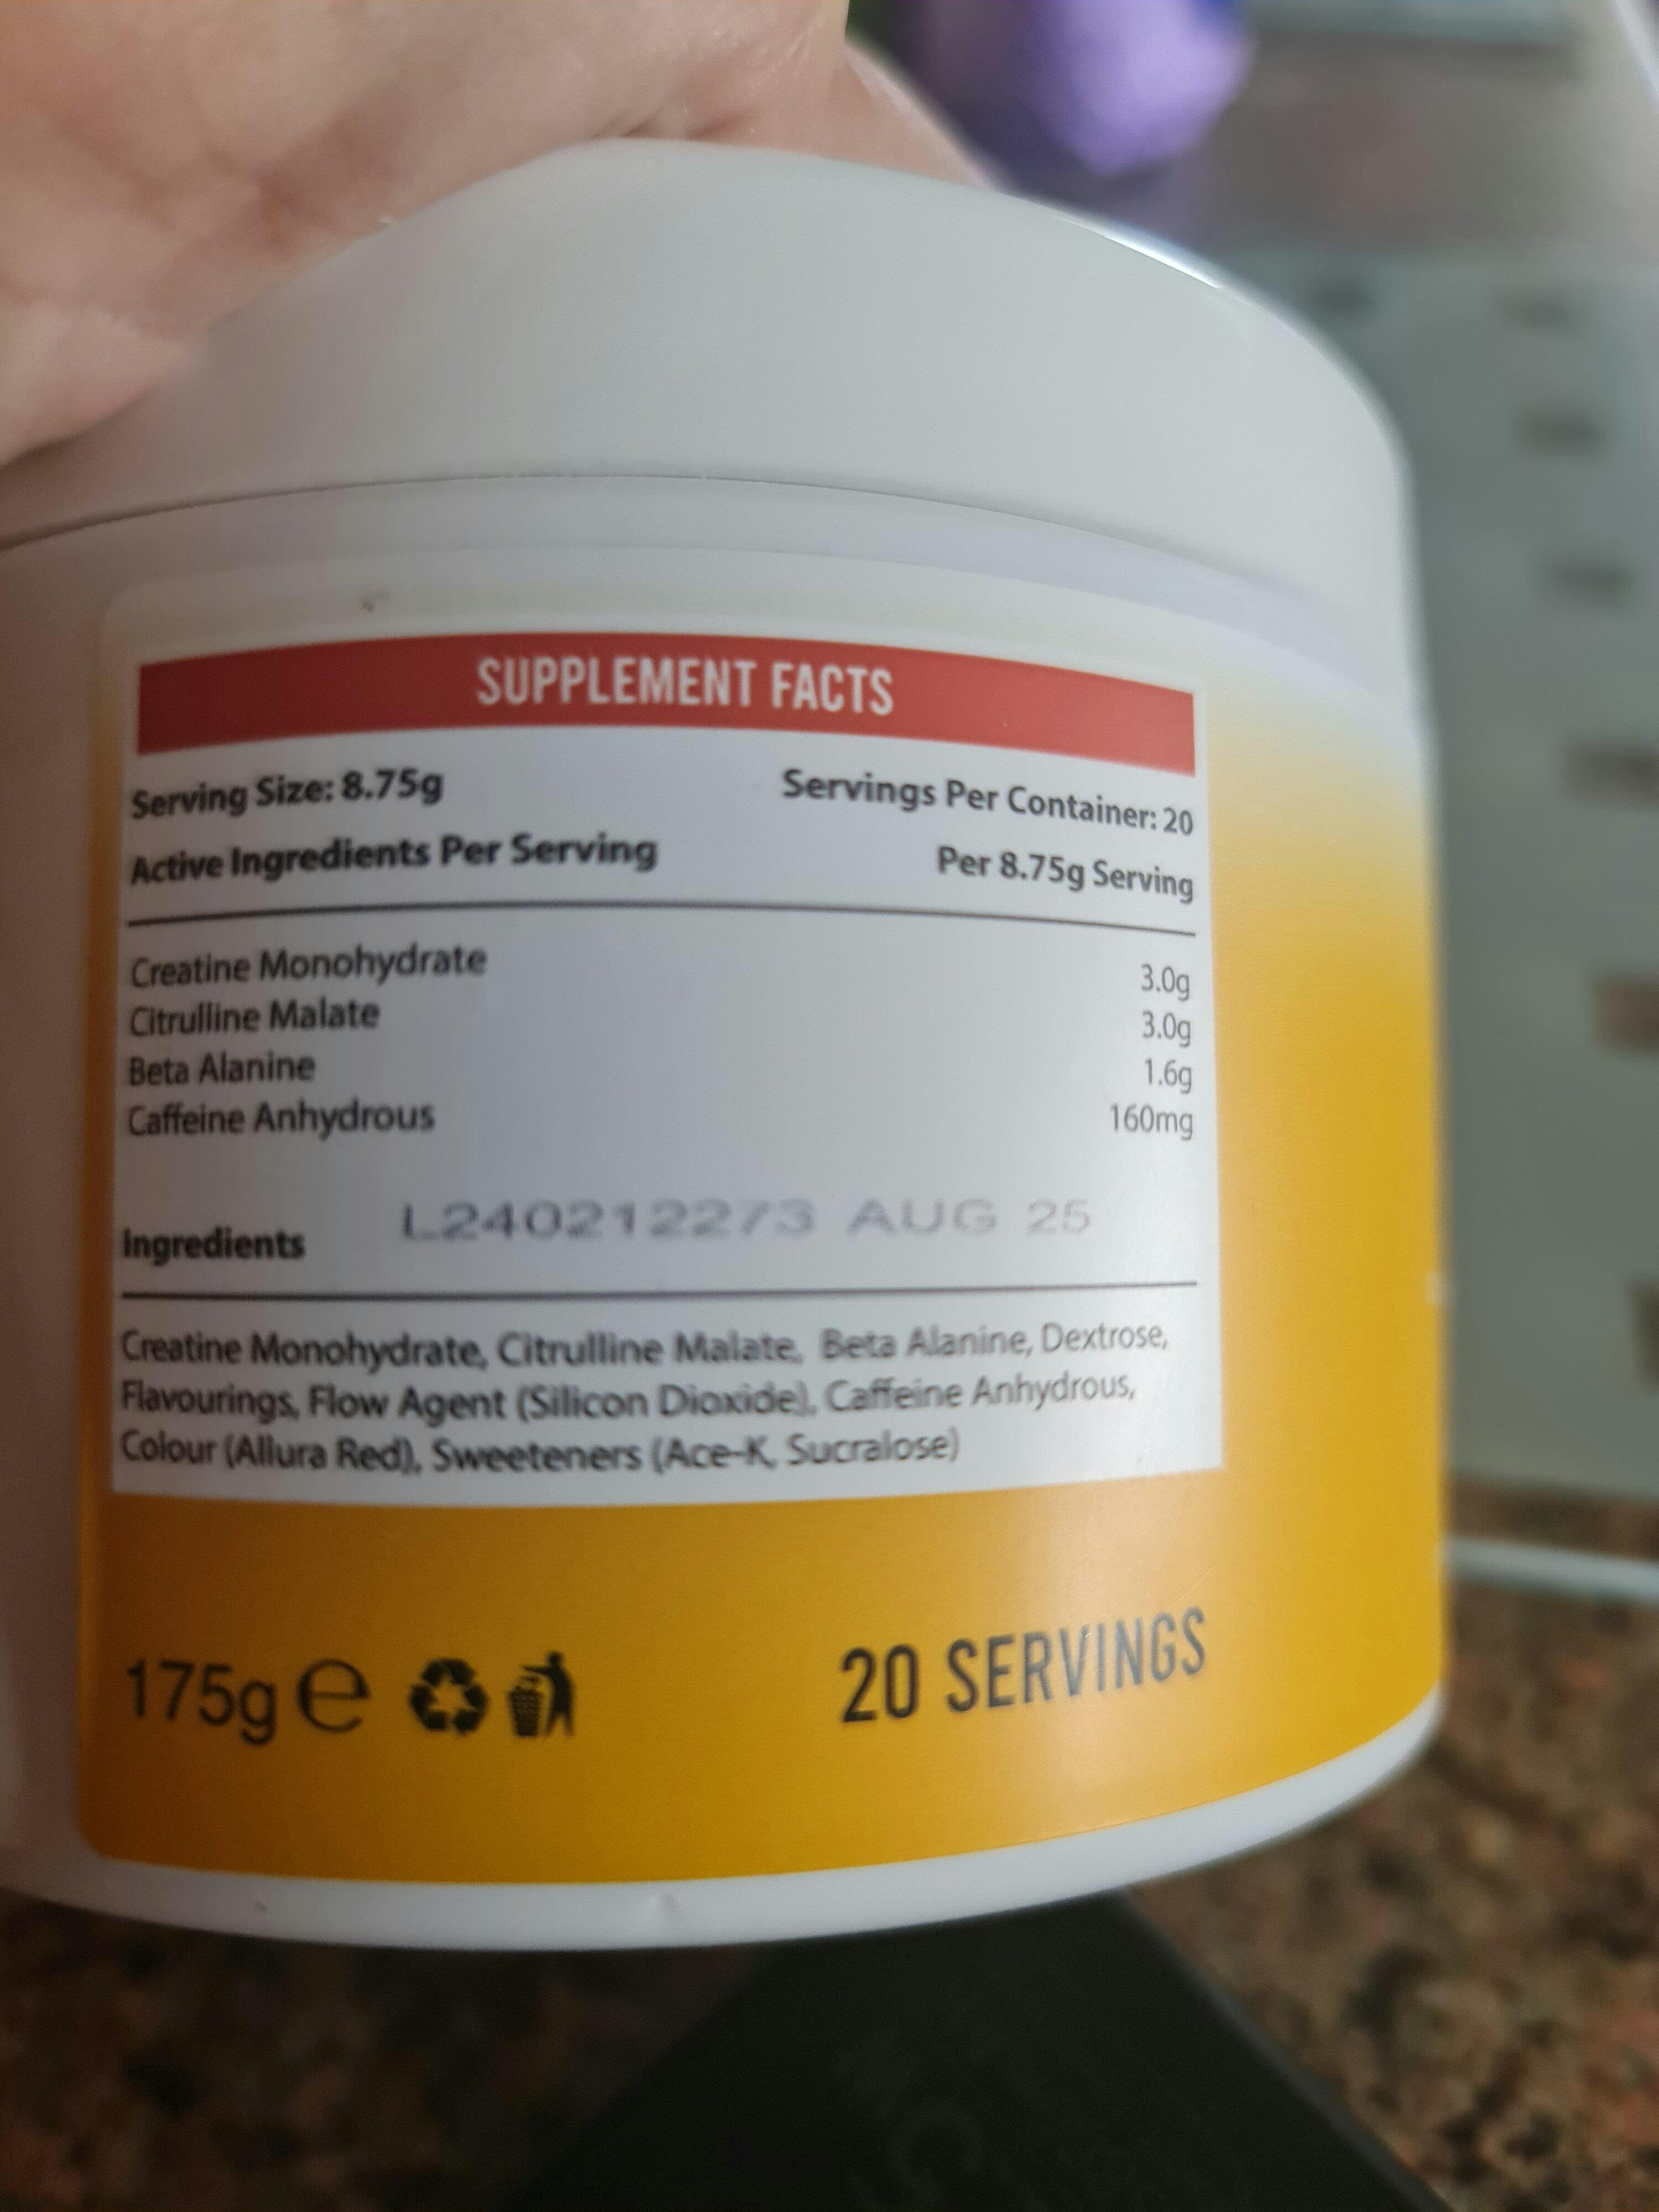 SUPPLEMENT FACTS
Serving Size: 8.75g Servings Per Container: 20
Active Ingredients Per Serving Per 8.75g Serving
Creatine Monohydrate 3.0g
Citrulline Malate 3.0g
Beta Alanine 1.6g
Caffeine Anhydrous 160mg
L240212273 AUG 25
Ingredients
Creatine Monohydrate, Citrulline Malate, Beta Alanine, Dextrose,
Flavourings, Flow Agent (Silicon Dioxide), Caffeine Anhydrous,
Colour (Allura Red), Sweeteners (Ace-K, Sucralose)
175g e 20 SERVINGS